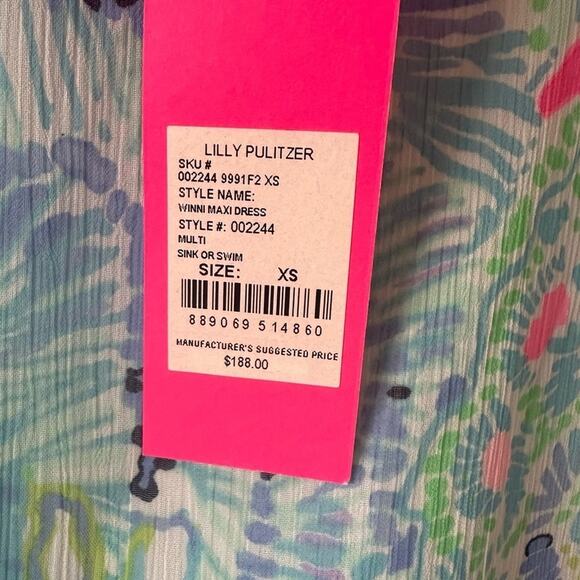 LILLY PULITZER
SKU #
002244 9991F2 XS
STYLE NAME:
WINNI MAXI DRESS
STYLE #: 002244
MULTI
SINK OR SWIM
SIZE: XS
889069 514860
MANUFACTURER'S SUGGESTED PRICE
$188.00